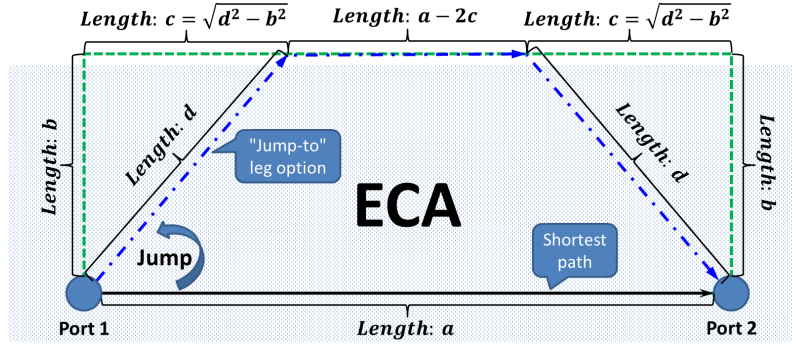 Length: c = √(d² − b²)
Length: a − 2c
Length: c = √(d² − b²)
Length: b
Length: d
"Jump-to"
leg option
Length: d
Length: b
ECA
Jump
Shortest
path
Port 1
Length: a
Port 2